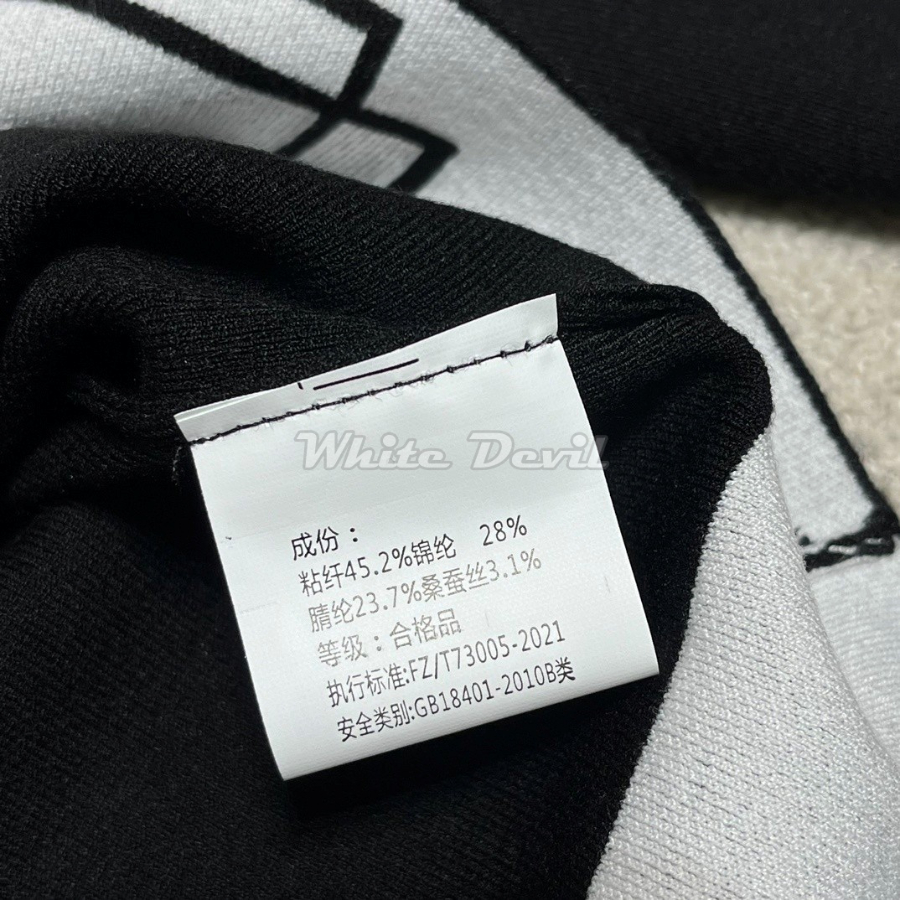 White Devil
成份：
粘纤45.2%锦纶 28%
腈纶23.7%桑蚕丝3.1%
等级：合格品
执行标准:FZ/T73005-2021
安全类别:GB18401-2010B类